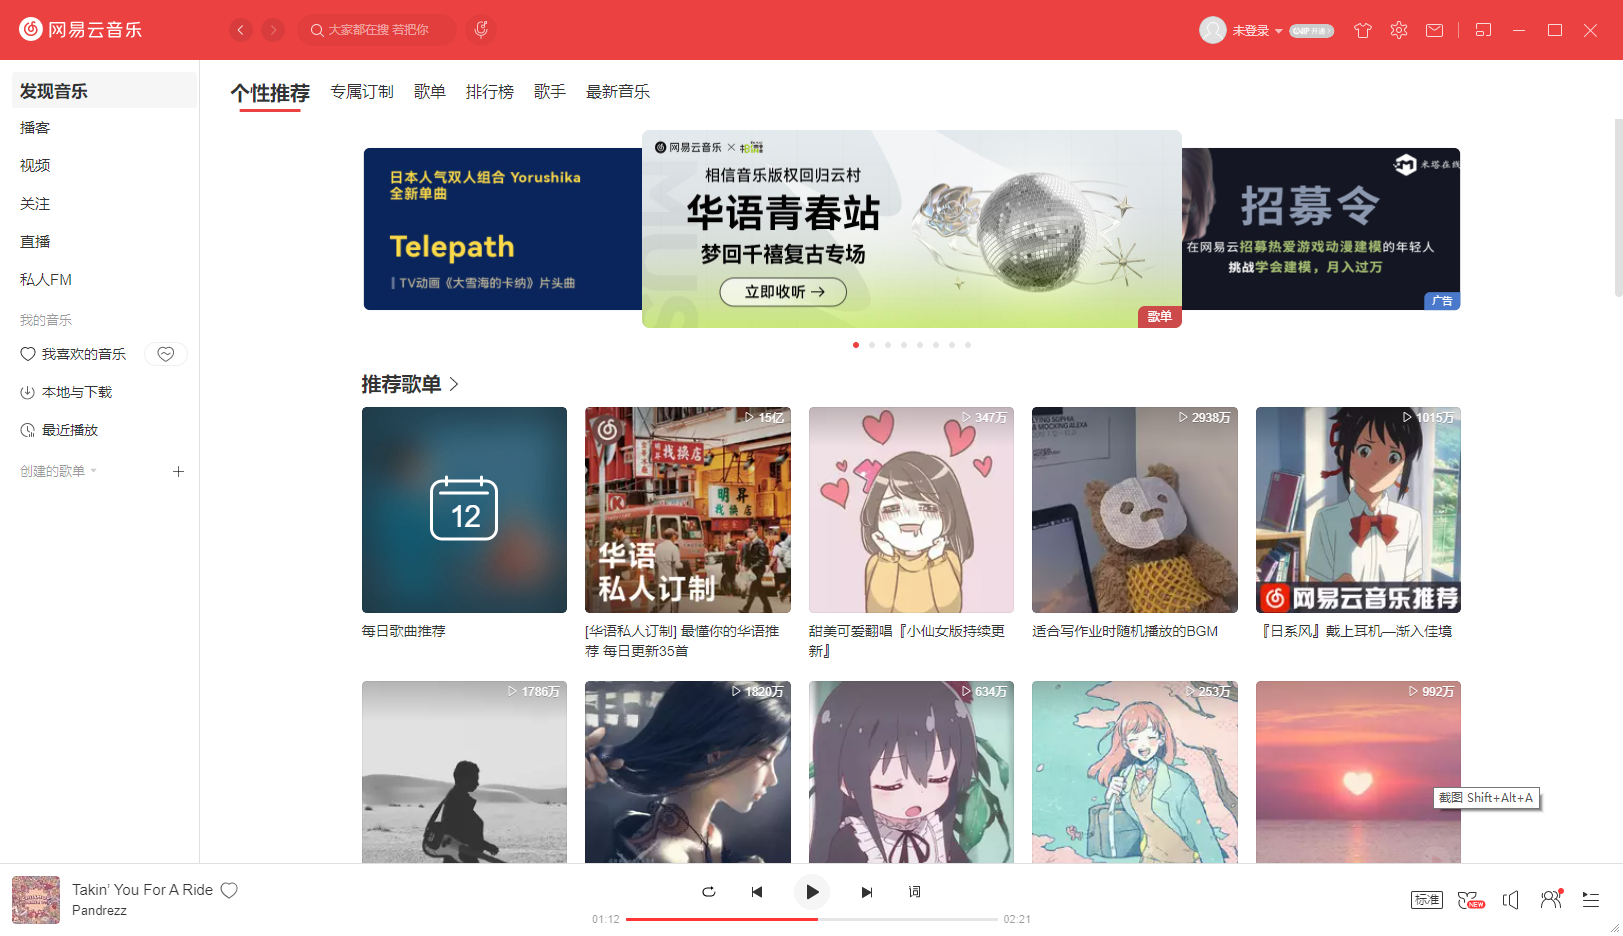 网易云音乐
大家都在搜 若把你
未登录
VIP 开通
发现音乐
播客
视频
关注
直播
私人FM
我的音乐
我喜欢的音乐
本地与下载
最近播放
创建的歌单
个性推荐 专属订制 歌单 排行榜 歌手 最新音乐
日本人气双人组合 Yorushika
全新单曲
Telepath
TV动画《大雪海的卡纳》片头曲
网易云音乐 ×
相信音乐版权回归云村
华语青春站
梦回千禧复古专场
立即收听
歌单
米塔在线
招募令
在网易云招募热爱游戏动漫建模的年轻人
挑战学会建模，月入过万
广告
推荐歌单
12
每日歌曲推荐
15亿
找换店
明昇
找换店
华语
私人订制
[华语私人订制] 最懂你的华语推
荐 每日更新35首
347万
甜美可爱翻唱『小仙女版持续更
新』
2938万
适合写作业时随机播放的BGM
1015万
网易云音乐推荐
『日系风』戴上耳机—渐入佳境
1786万
1820万
634万
253万
992万
截图 Shift+Alt+A
Takin' You For A Ride
Pandrezz
词
01:12
02:21
标准
NEW